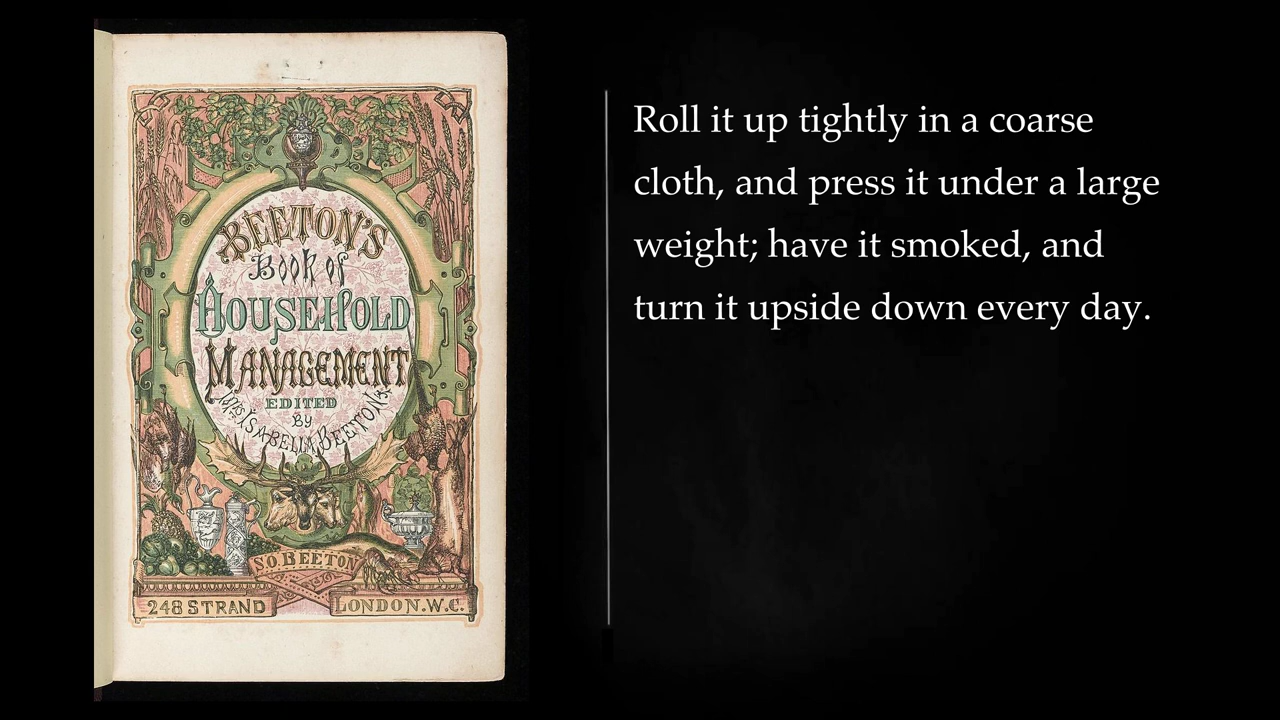 BEETON'S
Book of
HOUSEHOLD
MANAGEMENT
EDITED
BY
MRS ISABELLA BEETON
S.O. BEETON
248 STRAND
LONDON. W.C.
Roll it up tightly in a coarse
cloth, and press it under a large
weight; have it smoked, and
turn it upside down every day.